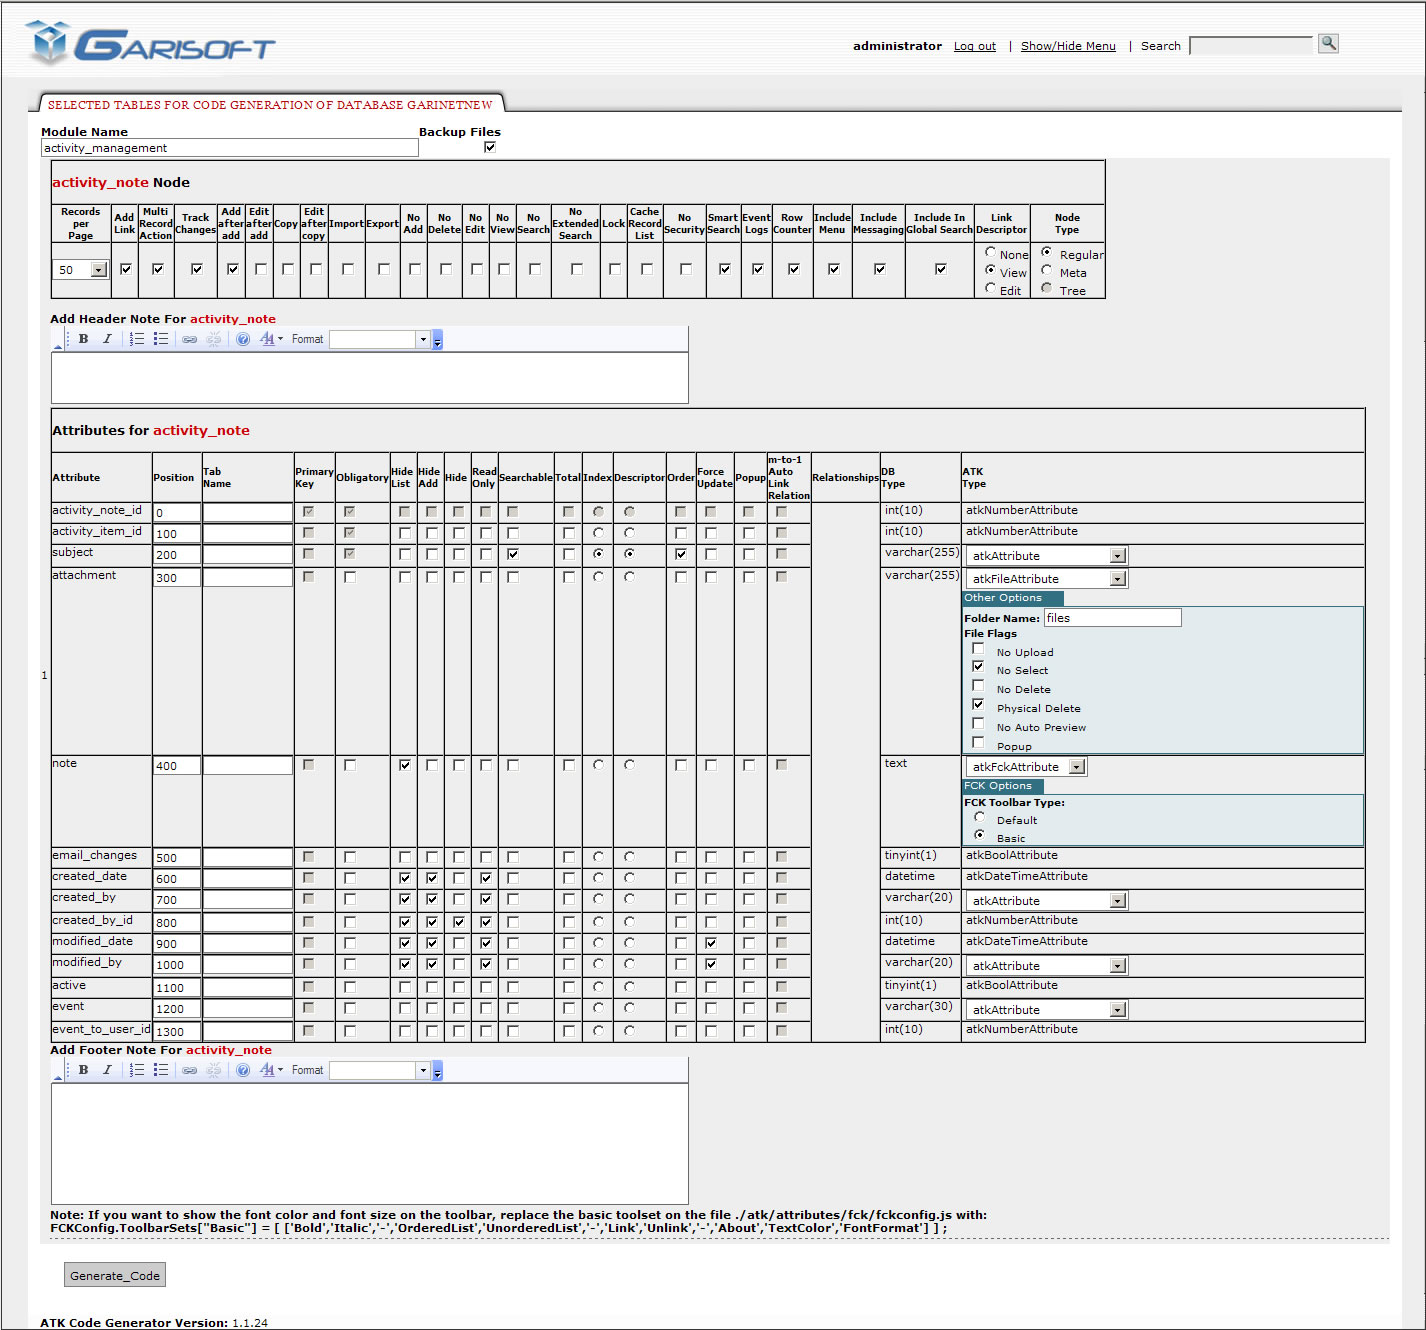 GARISOFT
administrator Log out | Show/Hide Menu | Search
SELECTED TABLES FOR CODE GENERATION OF DATABASE GARINETNEW
Module Name Backup Files
activity_management
activity_note Node
Records per Page Add Link Multi Record Action Track Changes Add after add Edit after add Copy Edit after copy Import Export No Add No Delete No Edit No View No Search No Extended Search Lock Cache Record List No Security Smart Search Event Logs Row Counter Include Menu Include Messaging Include In Global Search Link Descriptor Node Type
50 None Regular
View Meta
Edit Tree
Add Header Note For activity_note
B I Format
Attributes for activity_note
Attribute Position Tab Name Primary Key Obligatory Hide List Hide Add Hide Read Only Searchable Total Index Descriptor Order Force Update Popup m-to-1 Auto Link Relation Relationships DB Type ATK Type
activity_note_id 0 int(10) atkNumberAttribute
activity_item_id 100 int(10) atkNumberAttribute
subject 200 varchar(255) atkAttribute
attachment 300 varchar(255) atkFileAttribute
Other Options
Folder Name: files
File Flags
No Upload
No Select
1
No Delete
Physical Delete
No Auto Preview
Popup
note 400 text atkFckAttribute
FCK Options
FCK Toolbar Type:
Default
Basic
email_changes 500 tinyint(1) atkBoolAttribute
created_date 600 datetime atkDateTimeAttribute
created_by 700 varchar(20) atkAttribute
created_by_id 800 int(10) atkNumberAttribute
modified_date 900 datetime atkDateTimeAttribute
modified_by 1000 varchar(20) atkAttribute
active 1100 tinyint(1) atkBoolAttribute
event 1200 varchar(30) atkAttribute
event_to_user_id 1300 int(10) atkNumberAttribute
Add Footer Note For activity_note
B I Format
Note: If you want to show the font color and font size on the toolbar, replace the basic toolset on the file ./atk/attributes/fck/fckconfig.js with:
FCKConfig.ToolbarSets["Basic"] = [ ['Bold','Italic','-','OrderedList','UnorderedList','-','Link','Unlink','-','About','TextColor','FontFormat'] ] ;
Generate_Code
ATK Code Generator Version: 1.1.24